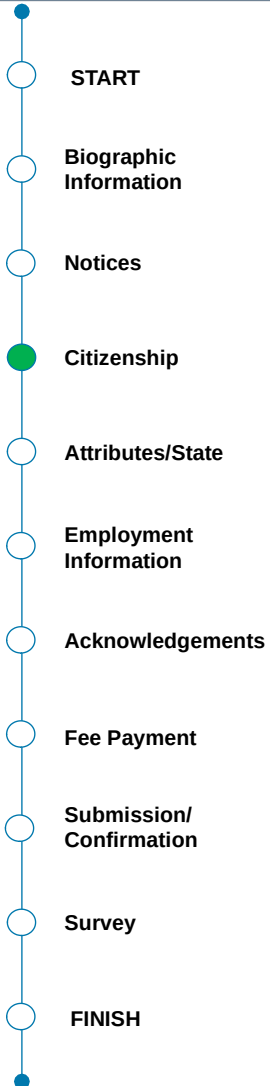 START
Biographic
Information
Notices
Citizenship
Attributes/State
Employment
Information
Acknowledgements
Fee Payment
Submission/
Confirmation
Survey
FINISH